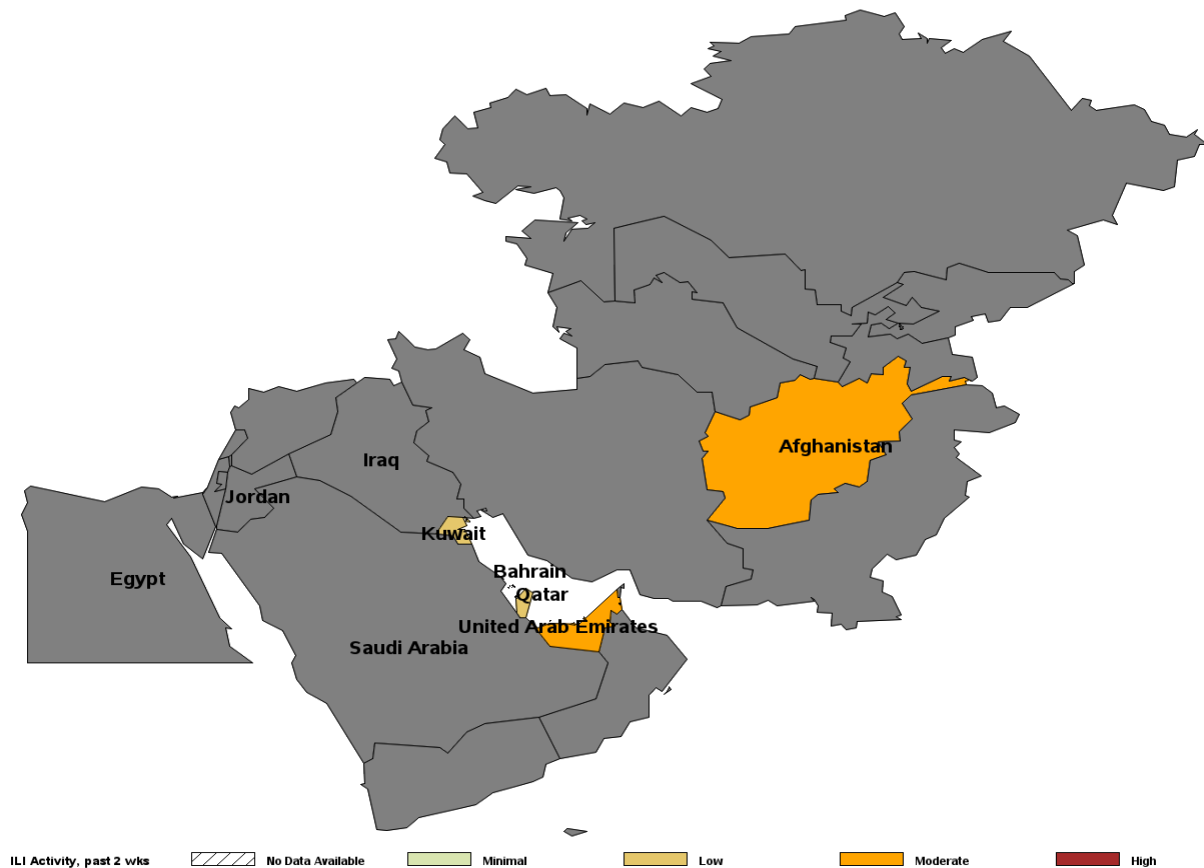 Afghanistan
Iraq
Jordan
Kuwait
Bahrain
Egypt
Qatar
United Arab Emirates
Saudi Arabia
ILI Activity, past 2 wks No Data Available Minimal Low Moderate High